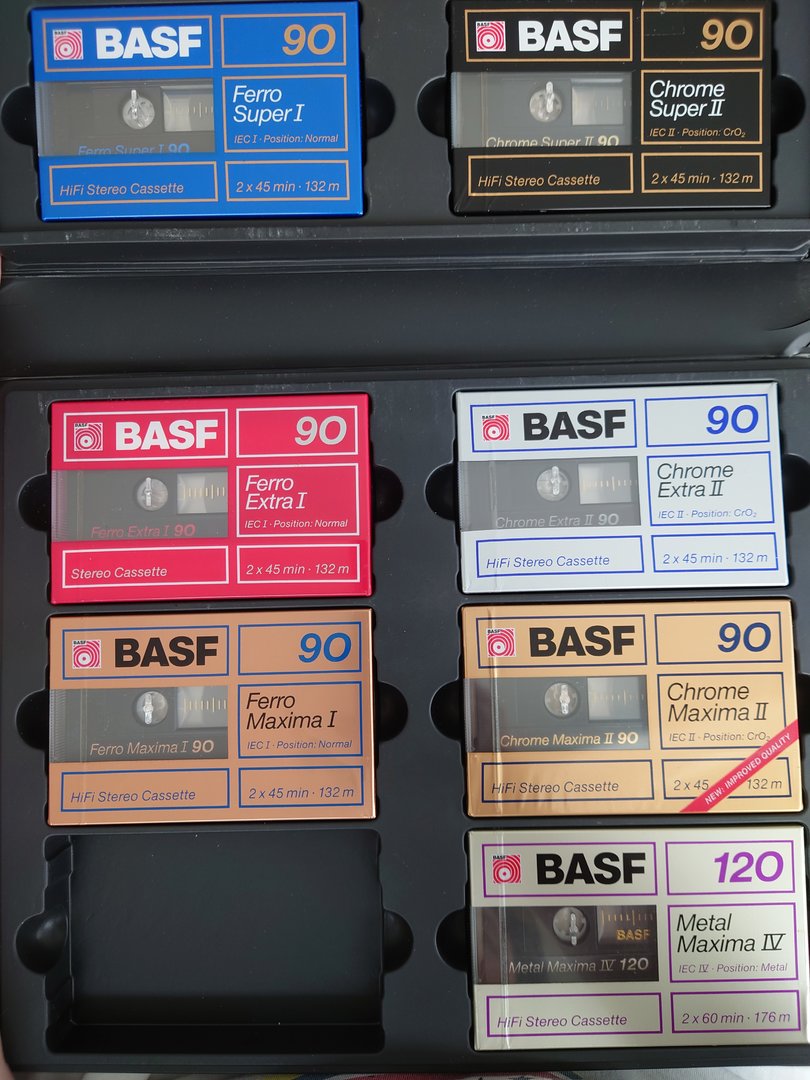 BASF
BASF 90
Ferro
Super I
IEC I · Position: Normal
Ferro Super I 90
HiFi Stereo Cassette
2 x 45 min · 132 m
BASF
BASF 90
Chrome
Super II
IEC II · Position: CrO₂
Chrome Super II 90
HiFi Stereo Cassette
2 x 45 min · 132 m
BASF
BASF 90
Ferro
Extra I
IEC I · Position: Normal
Ferro Extra I 90
Stereo Cassette
2 x 45 min · 132 m
BASF
BASF 90
Chrome
Extra II
IEC II · Position: CrO₂
Chrome Extra II 90
HiFi Stereo Cassette
2 x 45 min · 132 m
BASF
BASF 90
Ferro
Maxima I
IEC I · Position: Normal
Ferro Maxima I 90
HiFi Stereo Cassette
2 x 45 min · 132 m
BASF
BASF 90
Chrome
Maxima II
IEC II · Position: CrO₂
Chrome Maxima II 90
HiFi Stereo Cassette
2 x 45 132 m
NEW: IMPROVED QUALITY
BASF
BASF 120
Metal
Maxima IV
IEC IV · Position: Metal
BASF
Metal Maxima IV 120
HiFi Stereo Cassette
2 x 60 min · 176 m